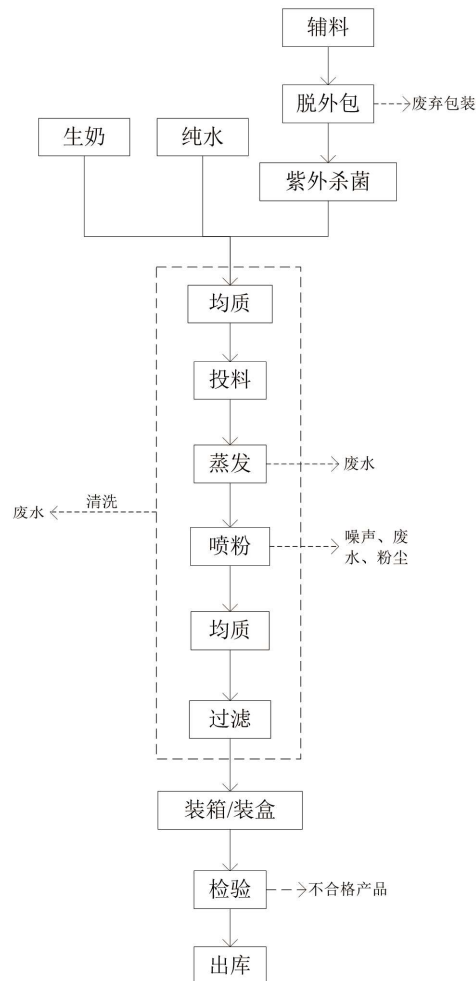 辅料
脱外包
废弃包装
生奶
纯水
紫外杀菌
均质
投料
蒸发
废水
清洗
废水
喷粉
噪声、废
水、粉尘
均质
过滤
装箱/装盒
检验
不合格产品
出库